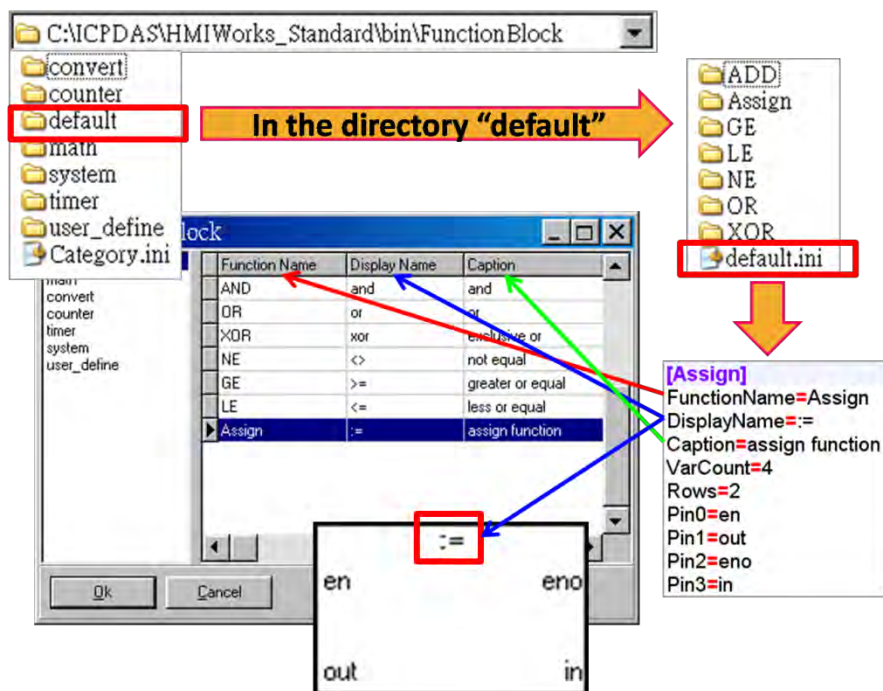 C:\ICPDAS\HMIWorks_Standard\bin\FunctionBlock
convert
counter
default
math
system
timer
user_define
Category.ini
In the directory “default”
ADD
Assign
GE
LE
NE
OR
XOR
default.ini
ock
math
convert
counter
timer
system
user_define
Function Name Display Name Caption
AND and and
OR or or
XOR xor exclusive or
NE <> not equal
GE >= greater or equal
LE <= less or equal
Assign := assign function
Ok Cancel
:=
en eno
out in
[Assign]
FunctionName=Assign
DisplayName=:=
Caption=assign function
VarCount=4
Rows=2
Pin0=en
Pin1=out
Pin2=eno
Pin3=in